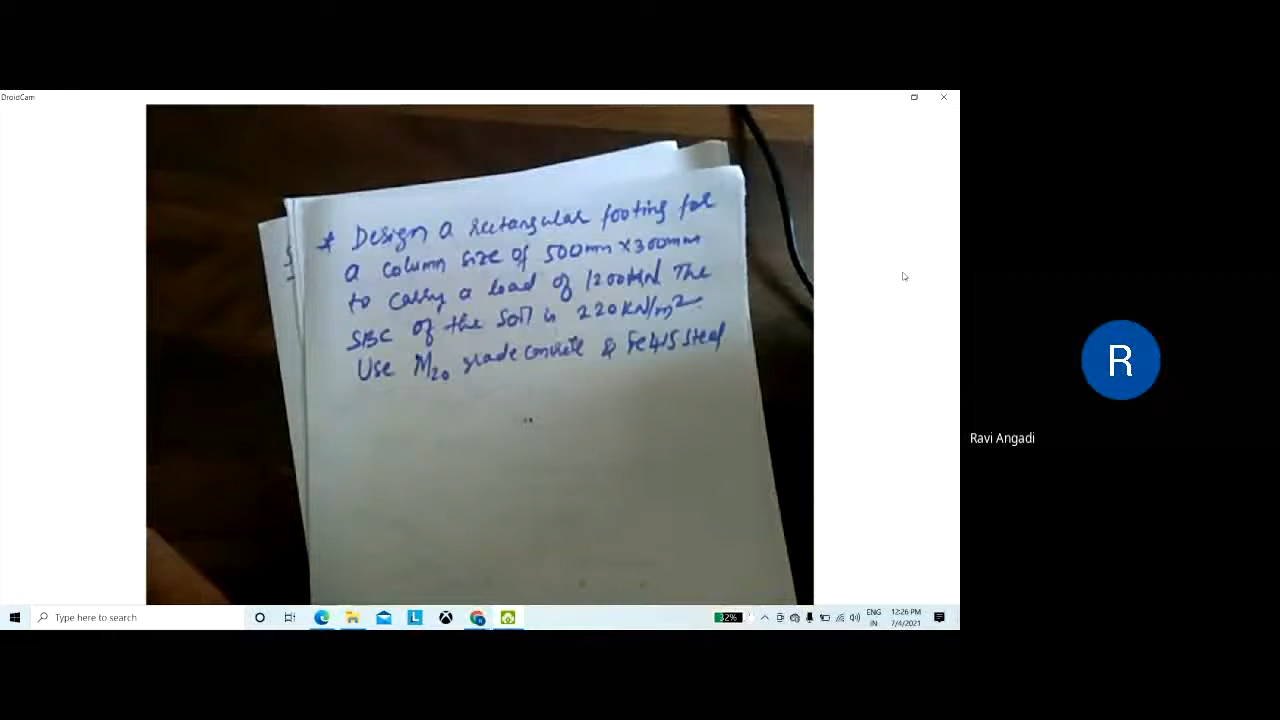 DroidCam
* Design a rectangular footing for
a column size of 500mm x 300mm
to carry a load of 1200kN. The
SBC of the soil is 220 KN/m2.
Use M20 grade concrete & Fe415 steel
R
Ravi Angadi
Type here to search
32%
ENG
IN
12:26 PM
7/4/2021